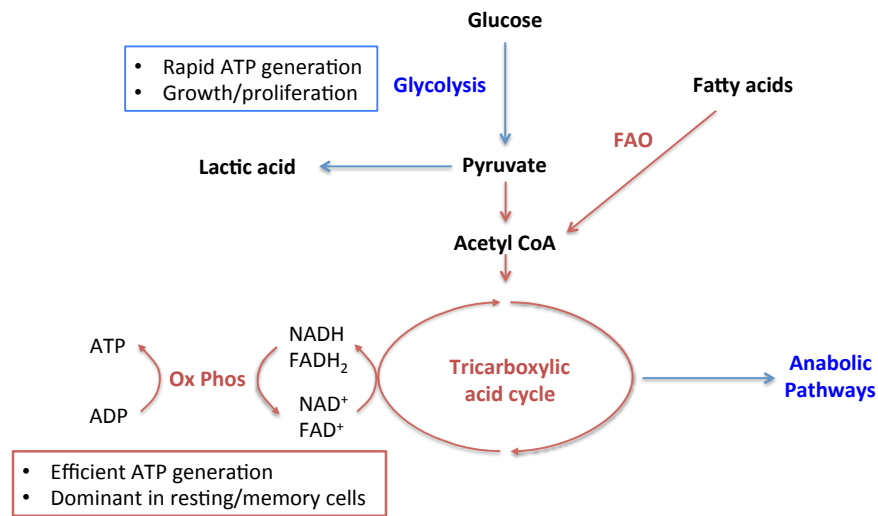 Glucose
• Rapid ATP generation
• Growth/proliferation
Glycolysis
Fatty acids
FAO
Lactic acid
Pyruvate
Acetyl CoA
ATP
ADP
Ox Phos
NADH
FADH₂
NAD⁺
FAD⁺
Tricarboxylic
acid cycle
Anabolic
Pathways
• Efficient ATP generation
• Dominant in resting/memory cells